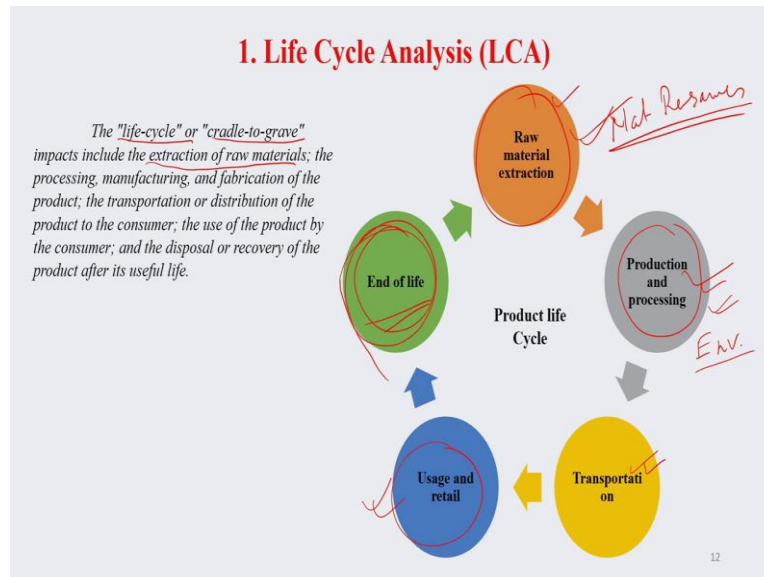 1. Life Cycle Analysis (LCA)
The "life-cycle" or "cradle-to-grave"
impacts include the extraction of raw materials; the
processing, manufacturing, and fabrication of the
product; the transportation or distribution of the
product to the consumer; the use of the product by
the consumer; and the disposal or recovery of the
product after its useful life.
Raw
material
extraction
Nat
Production
and
processing
Env.
Transportati
on
Usage and
retail
End of life
Product life
Cycle
12